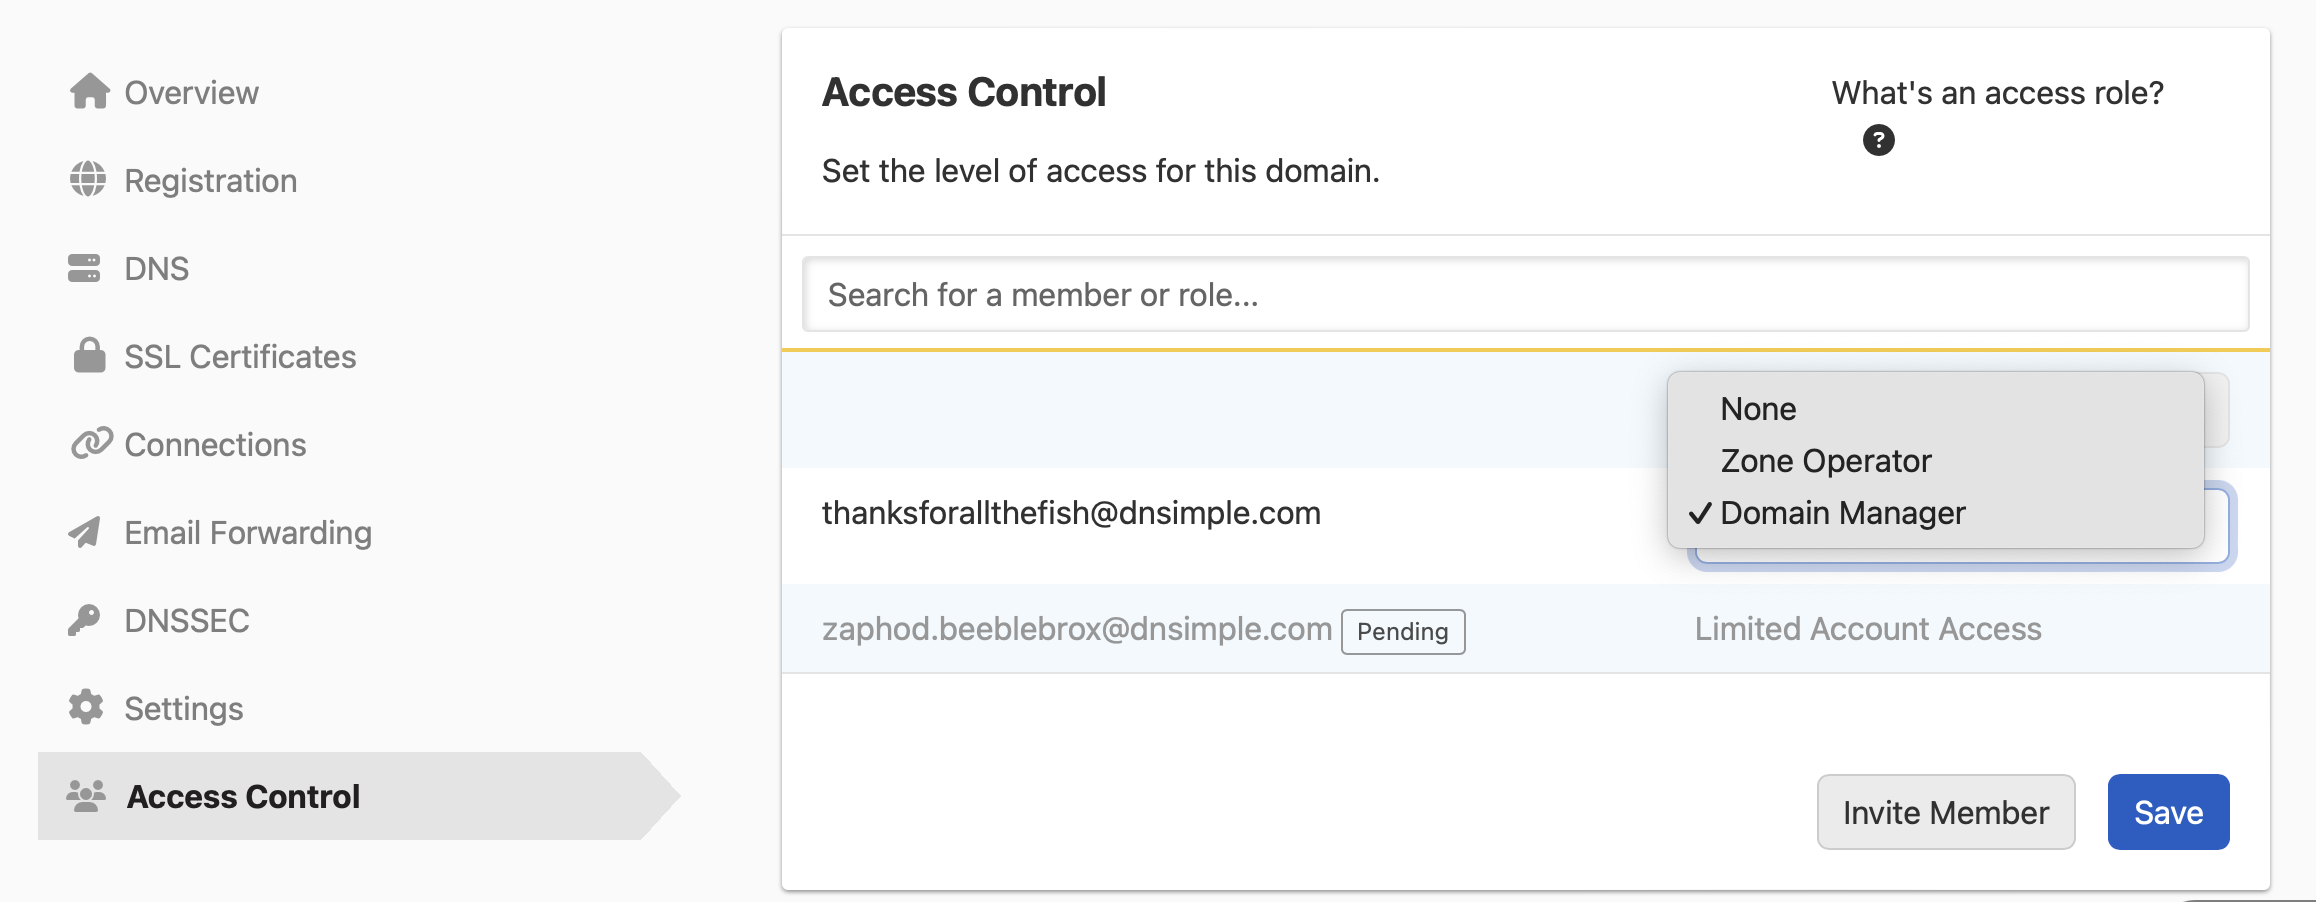 Overview
Registration
DNS
SSL Certificates
Connections
Email Forwarding
DNSSEC
Settings
Access Control
Access Control
What's an access role?
?
Set the level of access for this domain.
Search for a member or role...
None
Zone Operator
thanksforallthefish@dnsimple.com
✓ Domain Manager
zaphod.beeblebrox@dnsimple.com Pending
Limited Account Access
Invite Member
Save